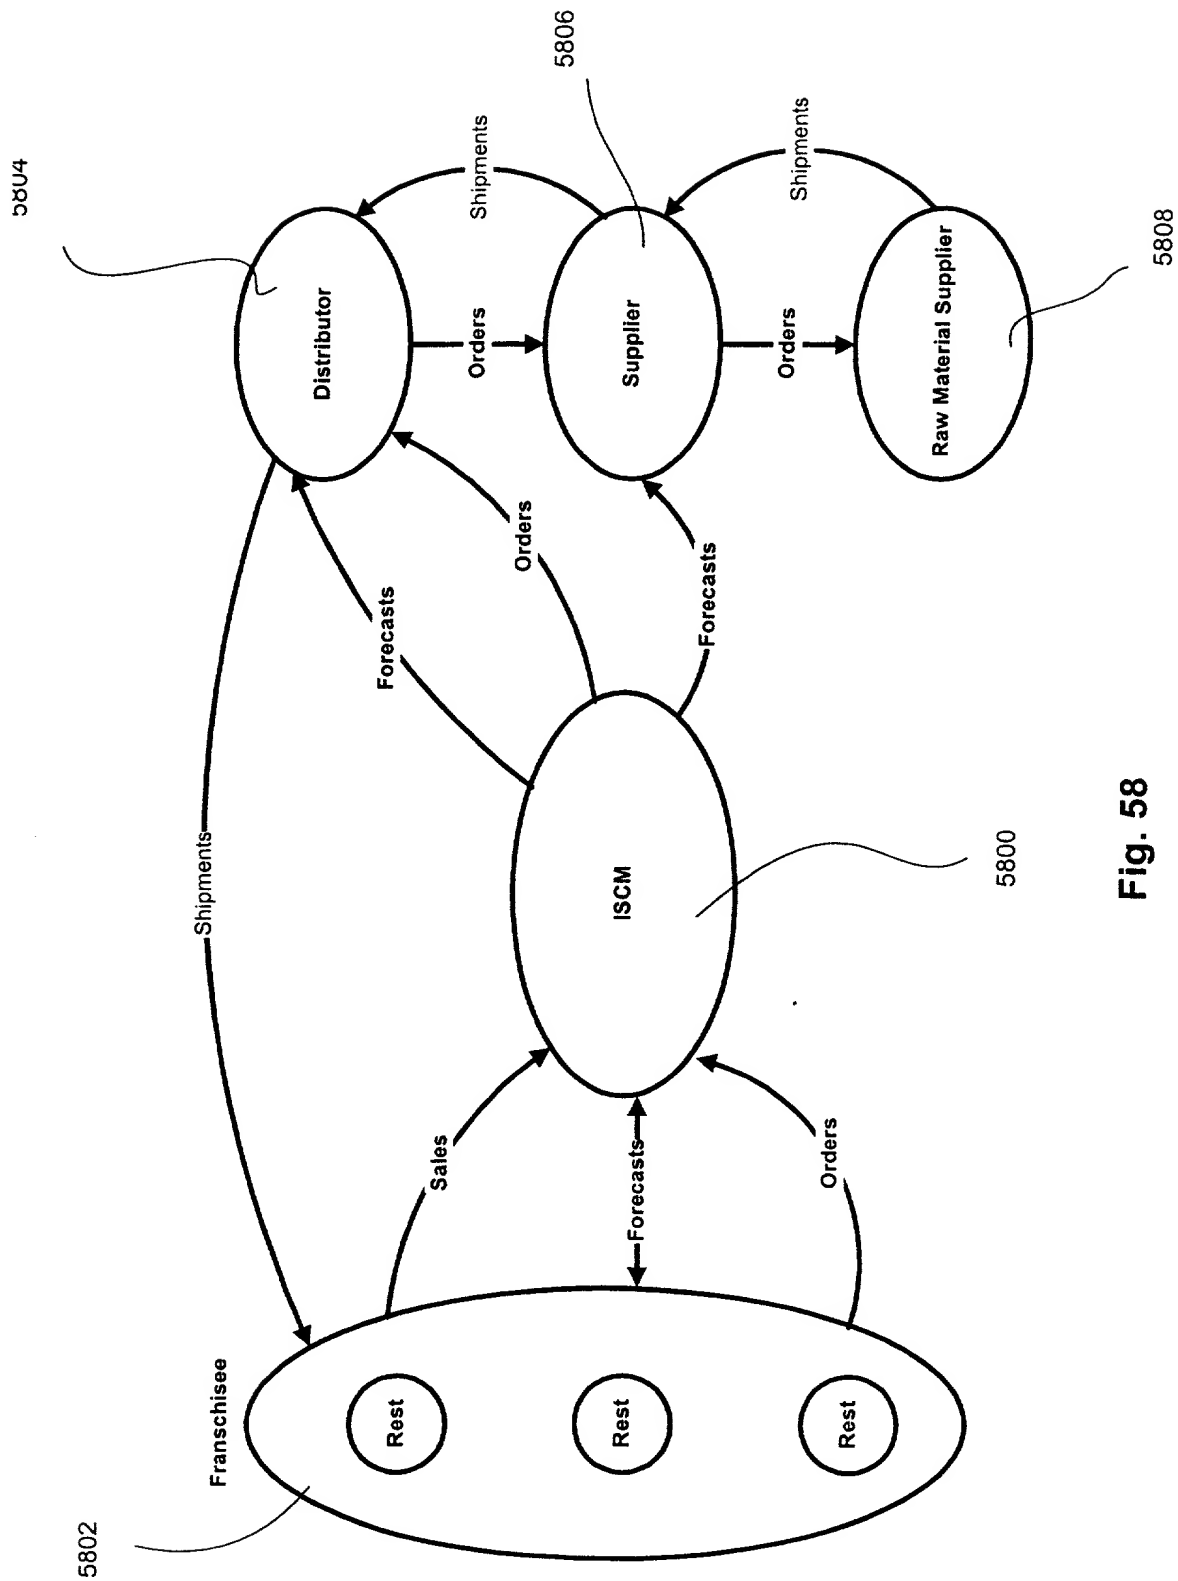 5804
5802
Shipments
Franschisee
Distributor
Forecasts
Rest
Sales
Orders
Shipments
Orders
5806
Rest
ISCM
Supplier
Forecasts
Forecasts
Orders
Shipments
Orders
Rest
Raw Material Supplier
5800
Fig. 58
5808